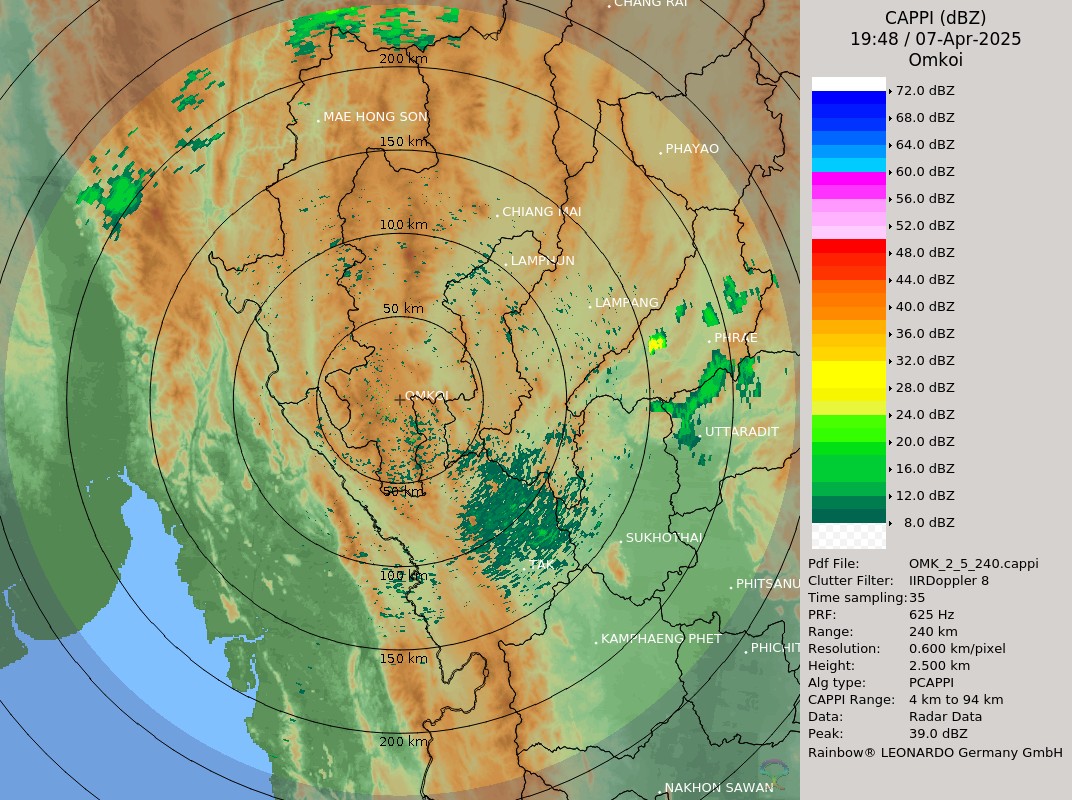 CHANG RAI
200 km
MAE HONG SON
150 km
PHAYAO
CHIANG MAI
100 km
LAMPHUN
LAMPANG
50 km
PHRAE
OMKOI
UTTARADIT
50 km
SUKHOTHAI
TAK
100 km
PHITSANU
KAMPHAENG PHET
PHICHIT
150 km
200 km
NAKHON SAWAN
CAPPI (dBZ)
19:48 / 07-Apr-2025
Omkoi
72.0 dBZ
68.0 dBZ
64.0 dBZ
60.0 dBZ
56.0 dBZ
52.0 dBZ
48.0 dBZ
44.0 dBZ
40.0 dBZ
36.0 dBZ
32.0 dBZ
28.0 dBZ
24.0 dBZ
20.0 dBZ
16.0 dBZ
12.0 dBZ
8.0 dBZ
Pdf File: OMK_2_5_240.cappi
Clutter Filter: IIRDoppler 8
Time sampling: 35
PRF: 625 Hz
Range: 240 km
Resolution: 0.600 km/pixel
Height: 2.500 km
Alg type: PCAPPI
CAPPI Range: 4 km to 94 km
Data: Radar Data
Peak: 39.0 dBZ
Rainbow® LEONARDO Germany GmbH